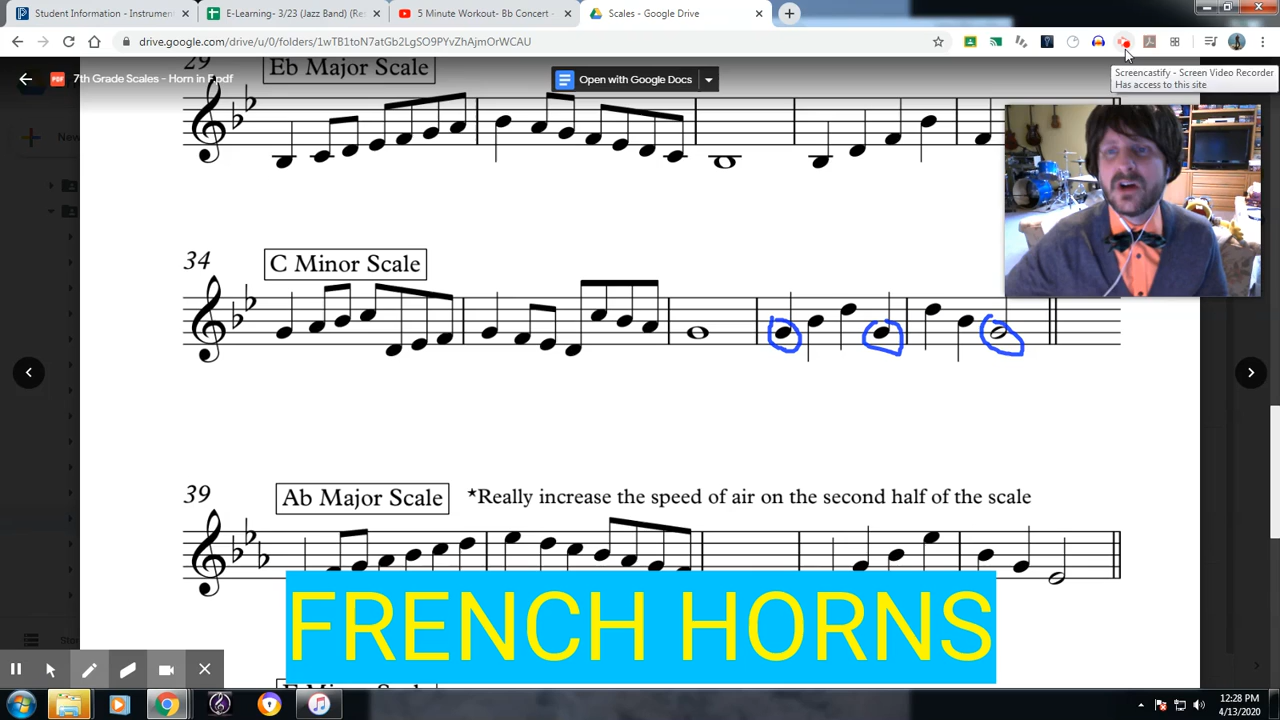 Student Information - Instrument
E-Learning- 3/23 (Jazz Band) (Re
5 Minute Workout- Bb Concert -
Scales - Google Drive
drive.google.com/drive/u/0/folders/1wTB1toN7atGb2LgSO9PYvZhAjmOrWCAU
Screencastify - Screen Video Recorder
Has access to this site
7th Grade Scales - Horn in F.pdf
Open with Google Docs
29
Eb Major Scale
34
C Minor Scale
39
Ab Major Scale
*Really increase the speed of air on the second half of the scale
FRENCH HORNS
12:28 PM
4/13/2020